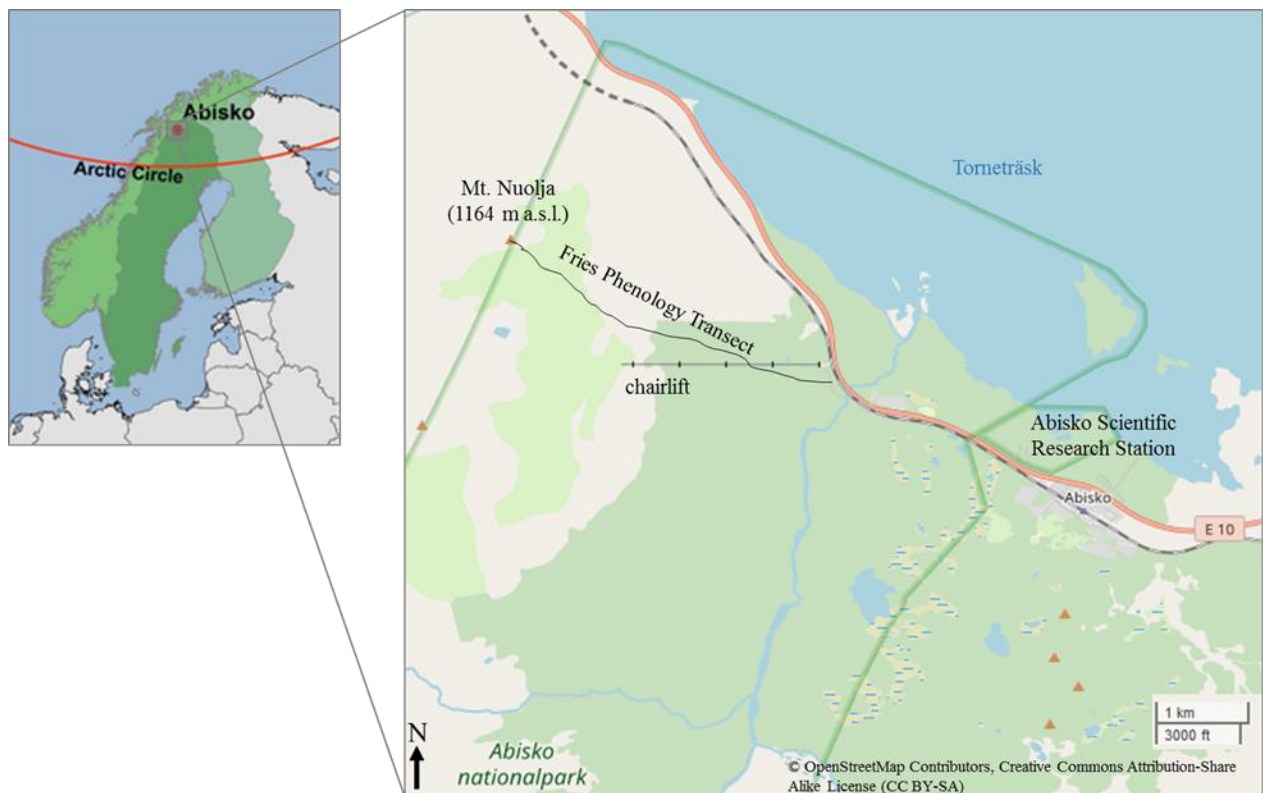 Abisko
Arctic Circle
Torneträsk
Mt. Nuolja
(1164 m a.s.l.)
Fries Phenology Transect
chairlift
Abisko Scientific
Research Station
Abisko
E 10
1 km
3000 ft
N
Abisko
nationalpark
© OpenStreetMap Contributors, Creative Commons Attribution-Share
Alike License (CC BY-SA)